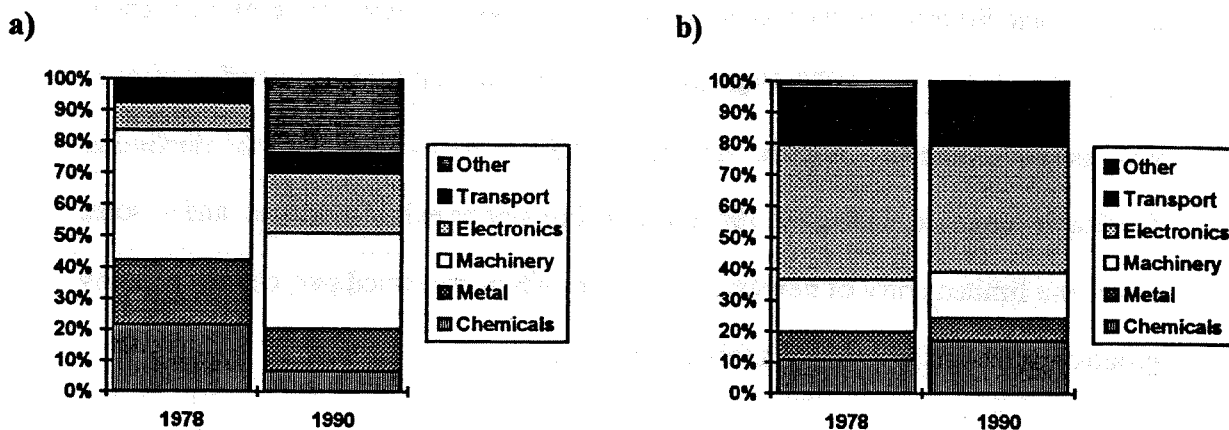 a)
100%
90%
80%
70%
60%
50%
40%
30%
20%
10%
0%
1978
1990
Other
Transport
Electronics
Machinery
Metal
Chemicals
b)
100%
90%
80%
70%
60%
50%
40%
30%
20%
10%
0%
1978
1990
Other
Transport
Electronics
Machinery
Metal
Chemicals